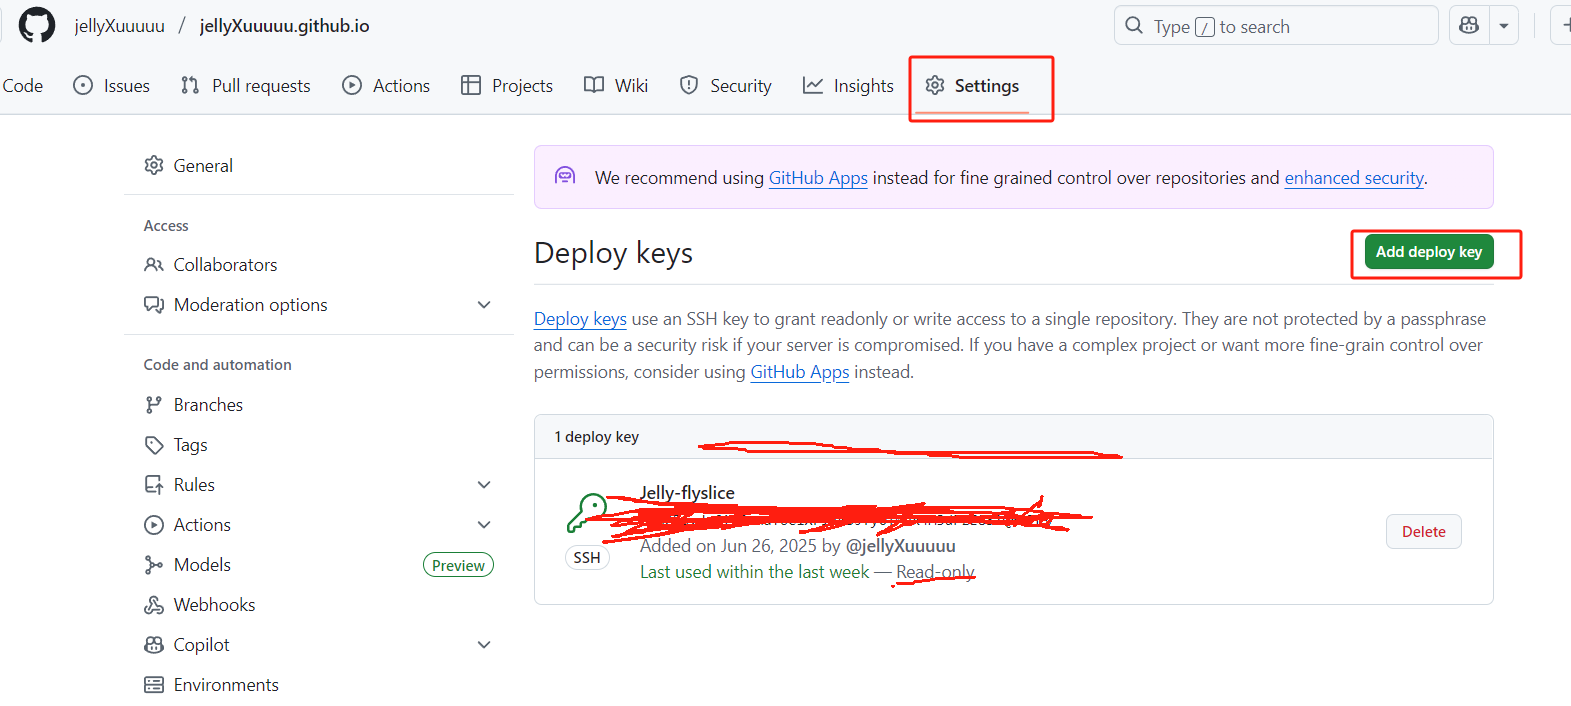 jellyXuuuuu / jellyXuuuuu.github.io
Type / to search
Code Issues Pull requests Actions Projects Wiki Security Insights Settings
General
Access
Collaborators
Moderation options
Code and automation
Branches
Tags
Rules
Actions
Models Preview
Webhooks
Copilot
Environments
We recommend using GitHub Apps instead for fine grained control over repositories and enhanced security.
Deploy keys
Add deploy key
Deploy keys use an SSH key to grant readonly or write access to a single repository. They are not protected by a passphrase
and can be a security risk if your server is compromised. If you have a complex project or want more fine-grain control over
permissions, consider using GitHub Apps instead.
1 deploy key
Jelly-flyslice
SSH
Added on Jun 26, 2025 by @jellyXuuuuu
Last used within the last week — Read-only
Delete